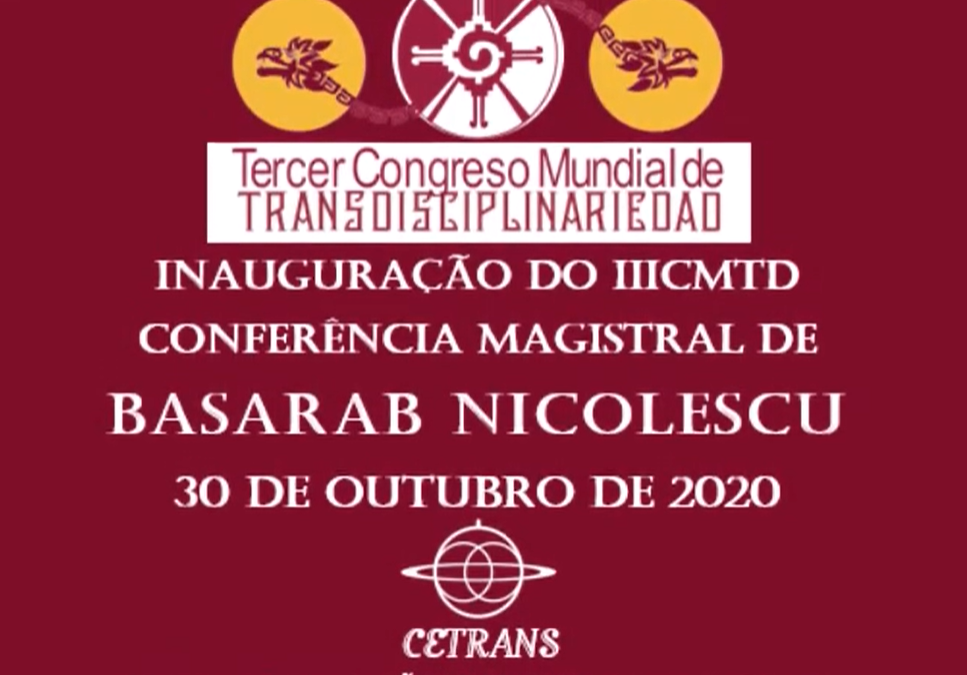 Tercer Congreso Mundial de
TRANSDISCIPLINARIEDAD
INAUGURAÇÃO DO IIICMTD
CONFERÊNCIA MAGISTRAL DE
BASARAB NICOLESCU
30 DE OUTUBRO DE 2020
CETRANS